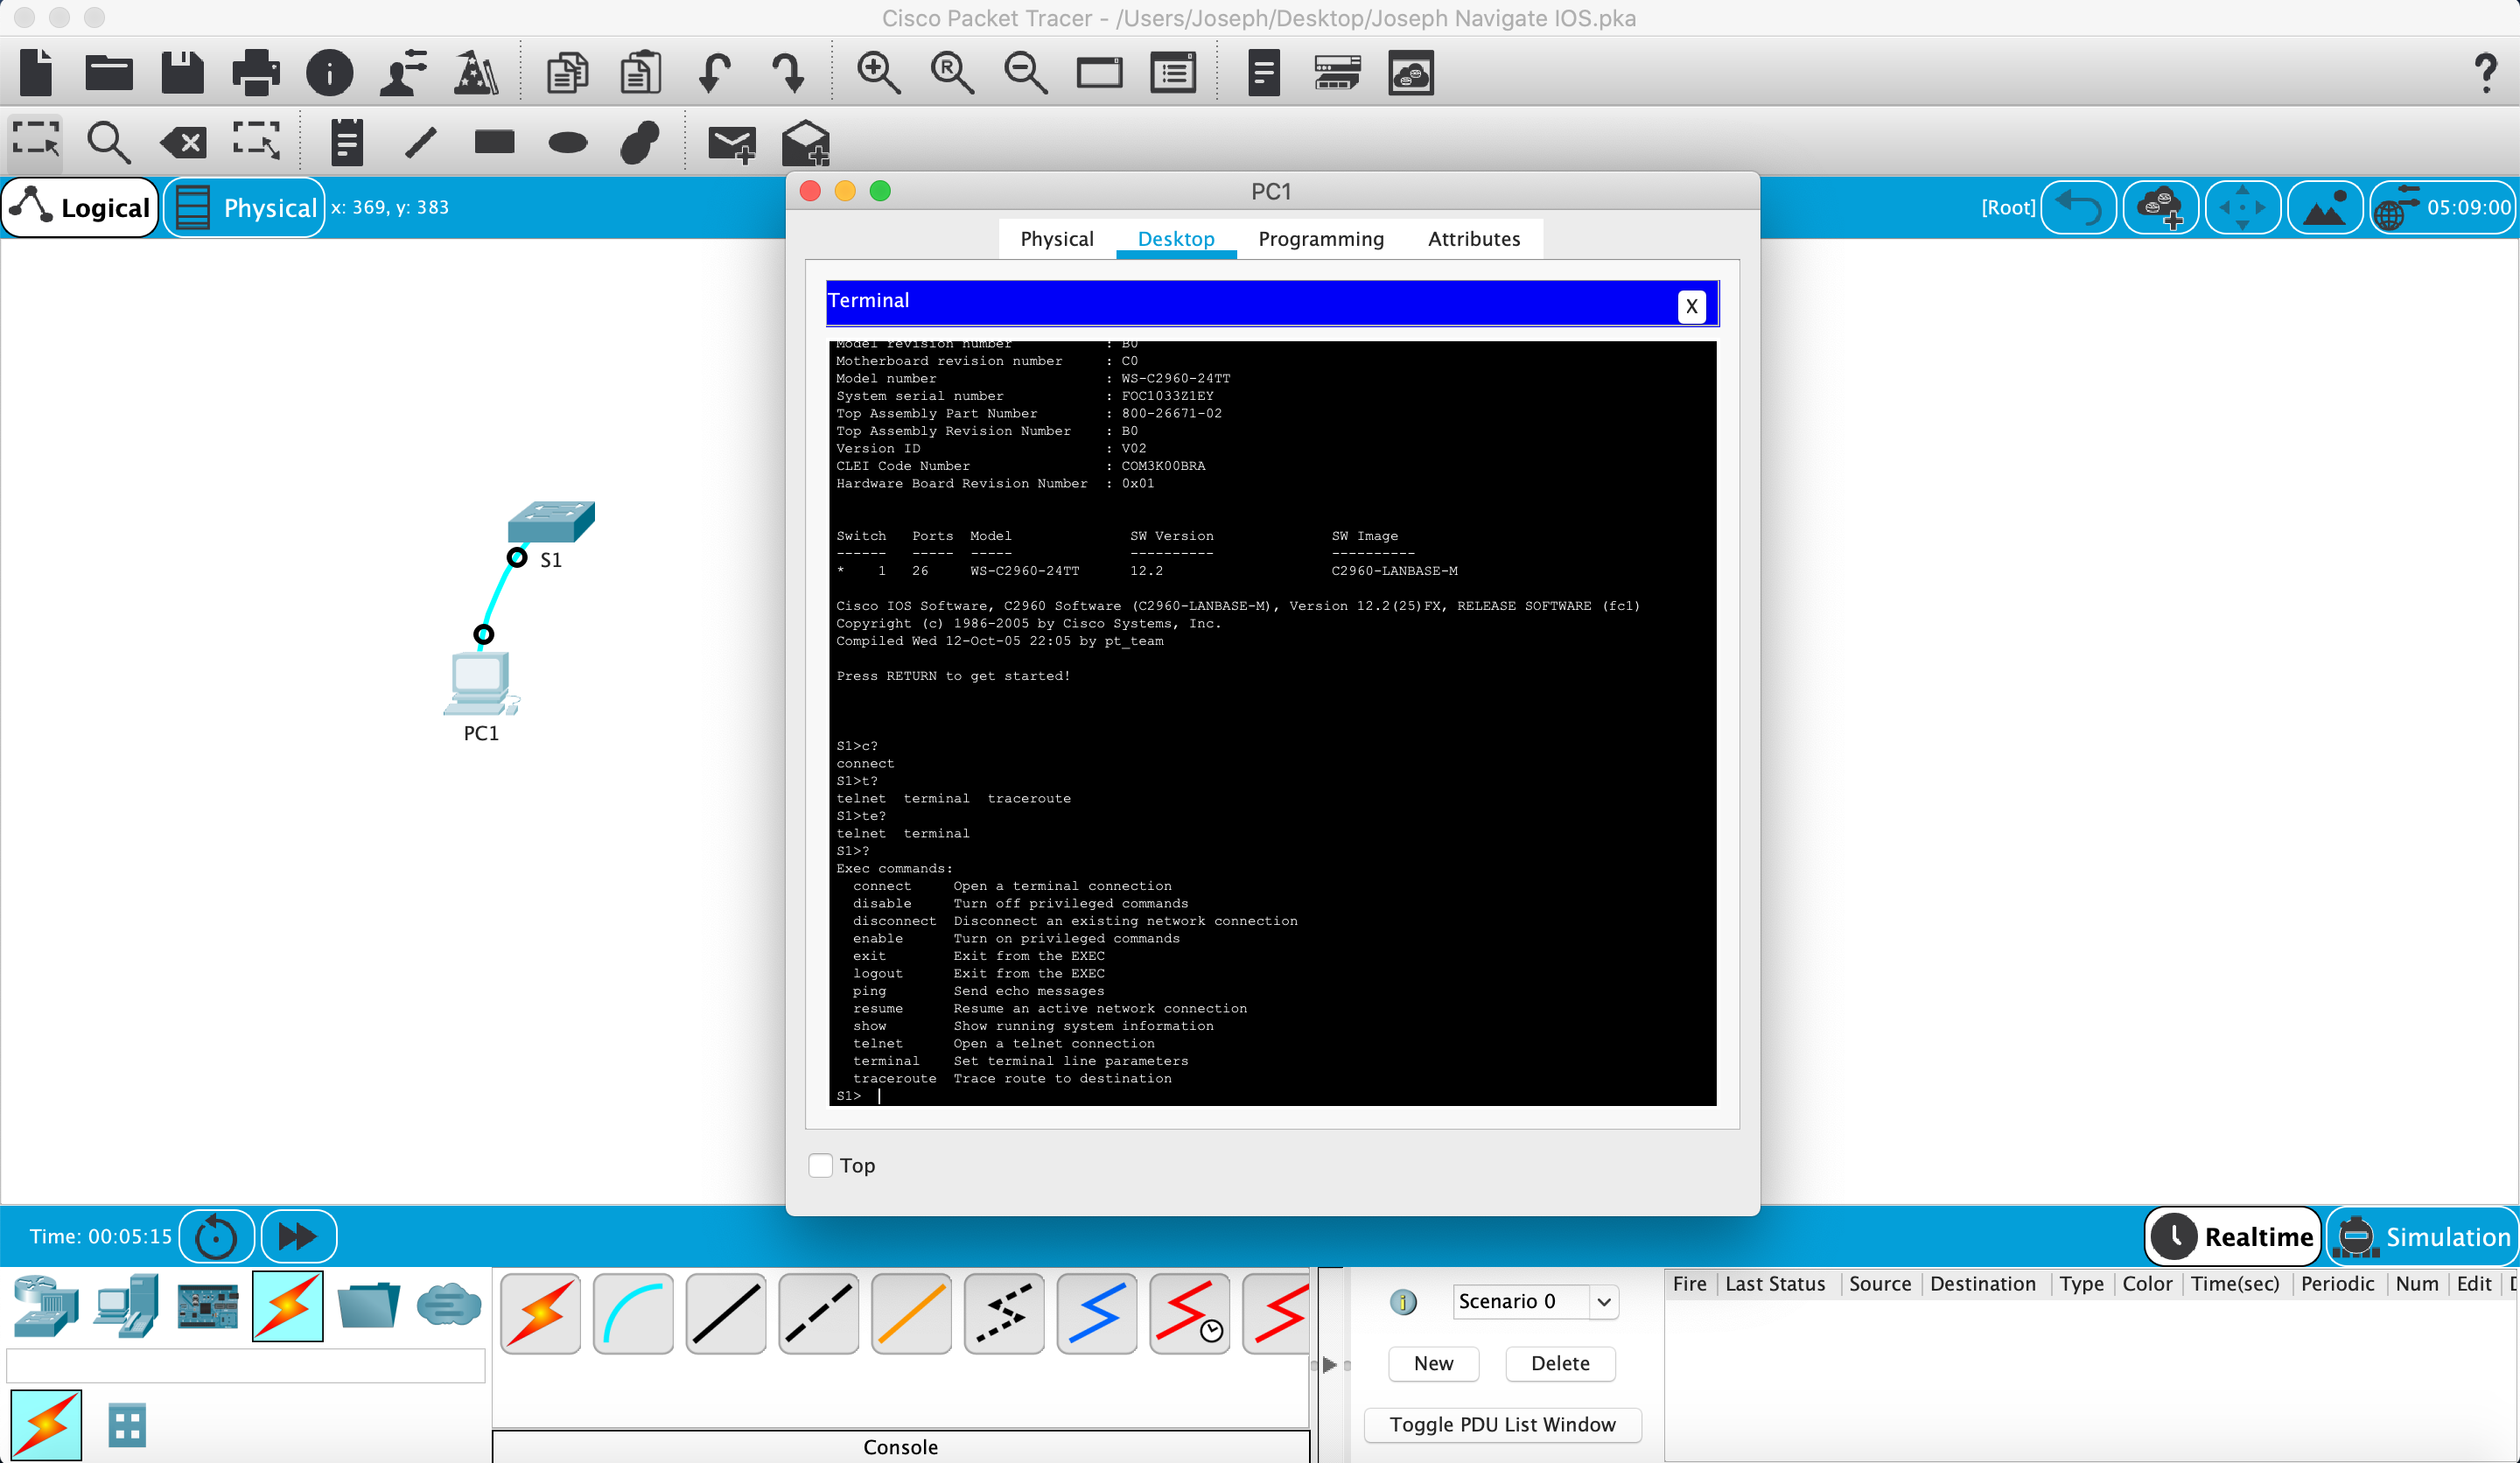 Cisco Packet Tracer - /Users/Joseph/Desktop/Joseph Navigate IOS.pka
Logical
Physical
x: 369, y: 383
[Root]
05:09:00
PC1
Physical
Desktop
Programming
Attributes
Terminal
X
Model revision number : B0
Motherboard revision number : C0
Model number : WS-C2960-24TT
System serial number : FOC1033Z1EY
Top Assembly Part Number : 800-26671-02
Top Assembly Revision Number : B0
Version ID : V02
CLEI Code Number : COM3K00BRA
Hardware Board Revision Number : 0x01
Switch Ports Model SW Version SW Image
------ ----- ----- ---------- ----------
* 1 26 WS-C2960-24TT 12.2 C2960-LANBASE-M
Cisco IOS Software, C2960 Software (C2960-LANBASE-M), Version 12.2(25)FX, RELEASE SOFTWARE (fc1)
Copyright (c) 1986-2005 by Cisco Systems, Inc.
Compiled Wed 12-Oct-05 22:05 by pt_team
Press RETURN to get started!
S1>c?
connect
S1>t?
telnet terminal traceroute
S1>te?
telnet terminal
S1>?
Exec commands:
connect Open a terminal connection
disable Turn off privileged commands
disconnect Disconnect an existing network connection
enable Turn on privileged commands
exit Exit from the EXEC
logout Exit from the EXEC
ping Send echo messages
resume Resume an active network connection
show Show running system information
telnet Open a telnet connection
terminal Set terminal line parameters
traceroute Trace route to destination
S1>
Top
S1
PC1
Time: 00:05:15
Realtime
Simulation
Scenario 0
New
Delete
Toggle PDU List Window
Fire Last Status Source Destination Type Color Time(sec) Periodic Num Edit
Console